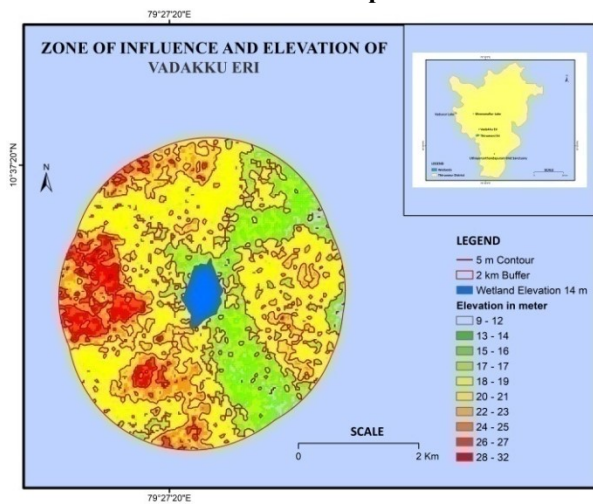 79°27'20"E
ZONE OF INFLUENCE AND ELEVATION OF
VADAKKU ERI
10°37'20"N
N
LEGEND
5 m Contour
2 km Buffer
Wetland Elevation 14 m
Elevation in meter
9 - 12
13 - 14
15 - 16
17 - 17
18 - 19
20 - 21
22 - 23
24 - 25
26 - 27
28 - 32
SCALE
0 2 Km
79°27'20"E